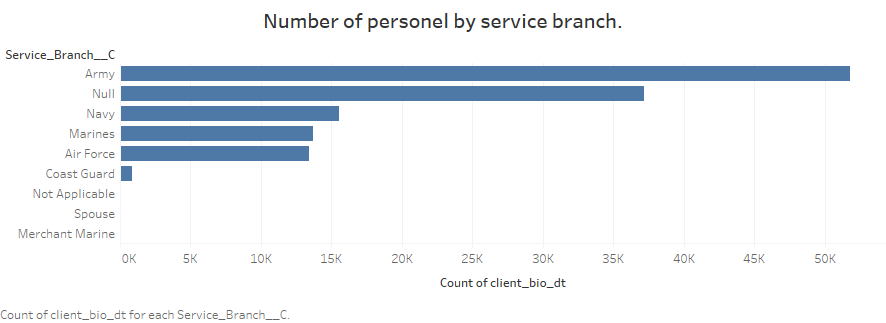 Number of personel by service branch.
Service_Branch__C
Army
Null
Navy
Marines
Air Force
Coast Guard
Not Applicable
Spouse
Merchant Marine
0K 5K 10K 15K 20K 25K 30K 35K 40K 45K 50K
Count of client_bio_dt
Count of client_bio_dt for each Service_Branch__C.